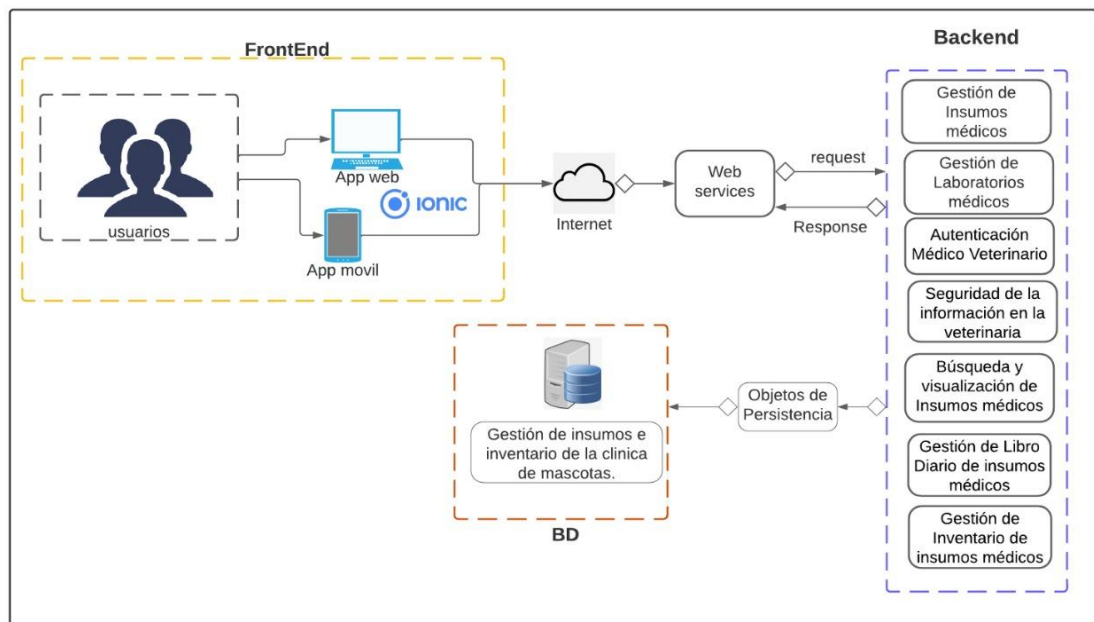 FrontEnd
usuarios
App web
IONIC
App movil
Internet
Web
services
request
Response
Backend
Gestión de
Insumos
médicos
Gestión de
Laboratorios
médicos
Autenticación
Médico Veterinario
Seguridad de la
información en la
veterinaria
Búsqueda y
visualización de
Insumos médicos
Gestión de Libro
Diario de insumos
médicos
Gestión de
Inventario de
insumos médicos
Objetos de
Persistencia
Gestión de insumos e
inventario de la clinica
de mascotas.
BD